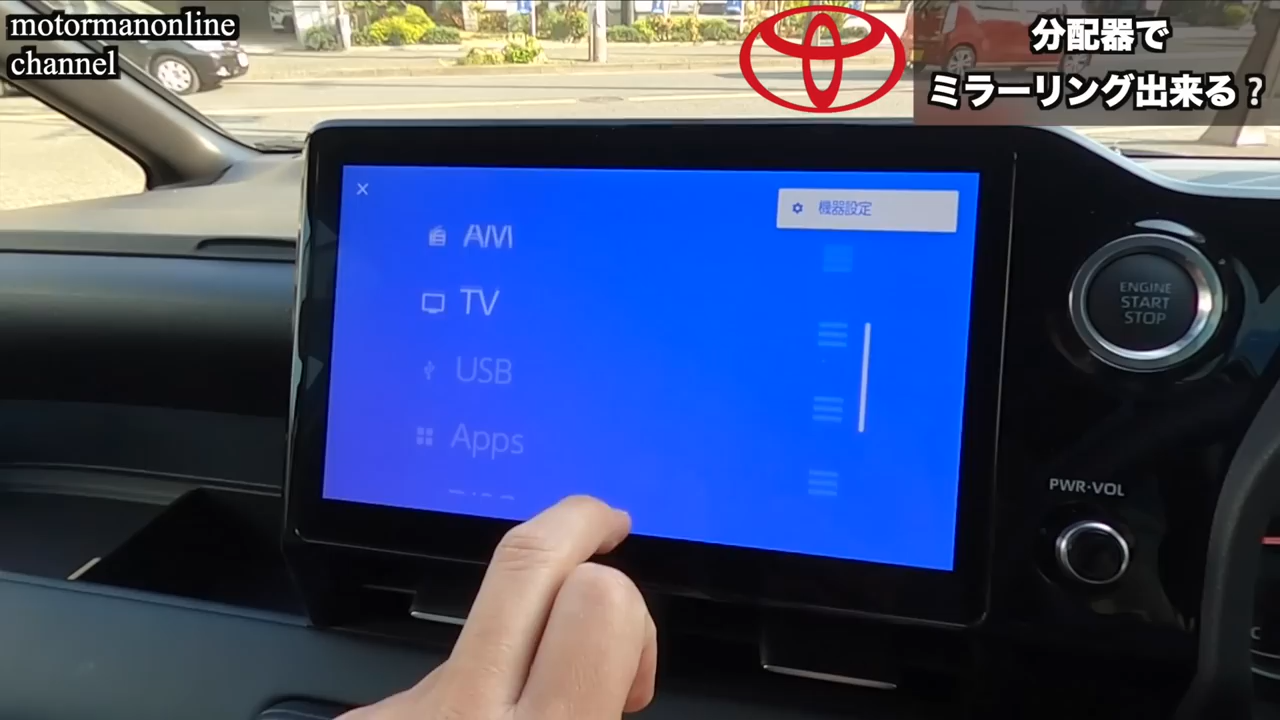 motormanonline
channel
分配器で
ミラーリング出来る?
機器設定
AM
TV
USB
Apps
ENGINE
START
STOP
PWR·VOL